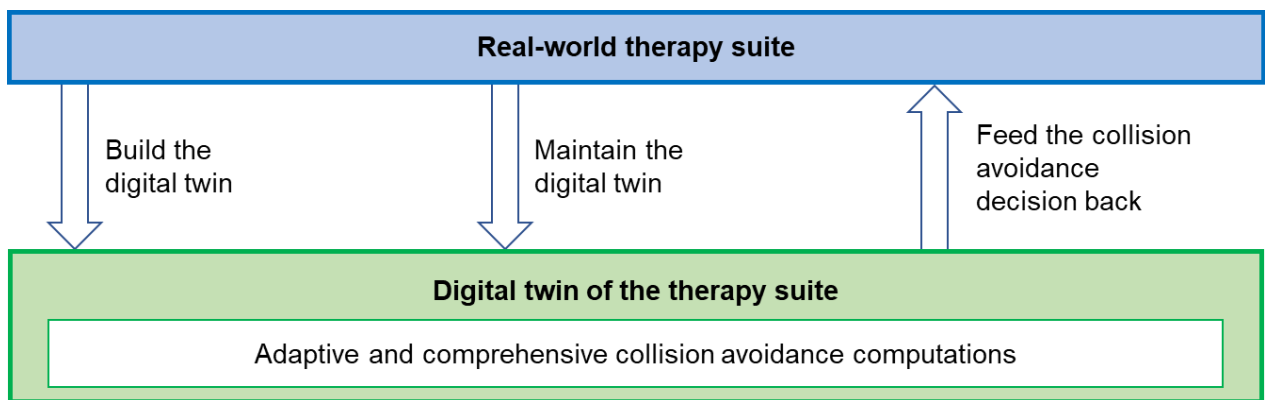 Real-world therapy suite
Build the
digital twin
Maintain the
digital twin
Feed the collision
avoidance
decision back
Digital twin of the therapy suite
Adaptive and comprehensive collision avoidance computations